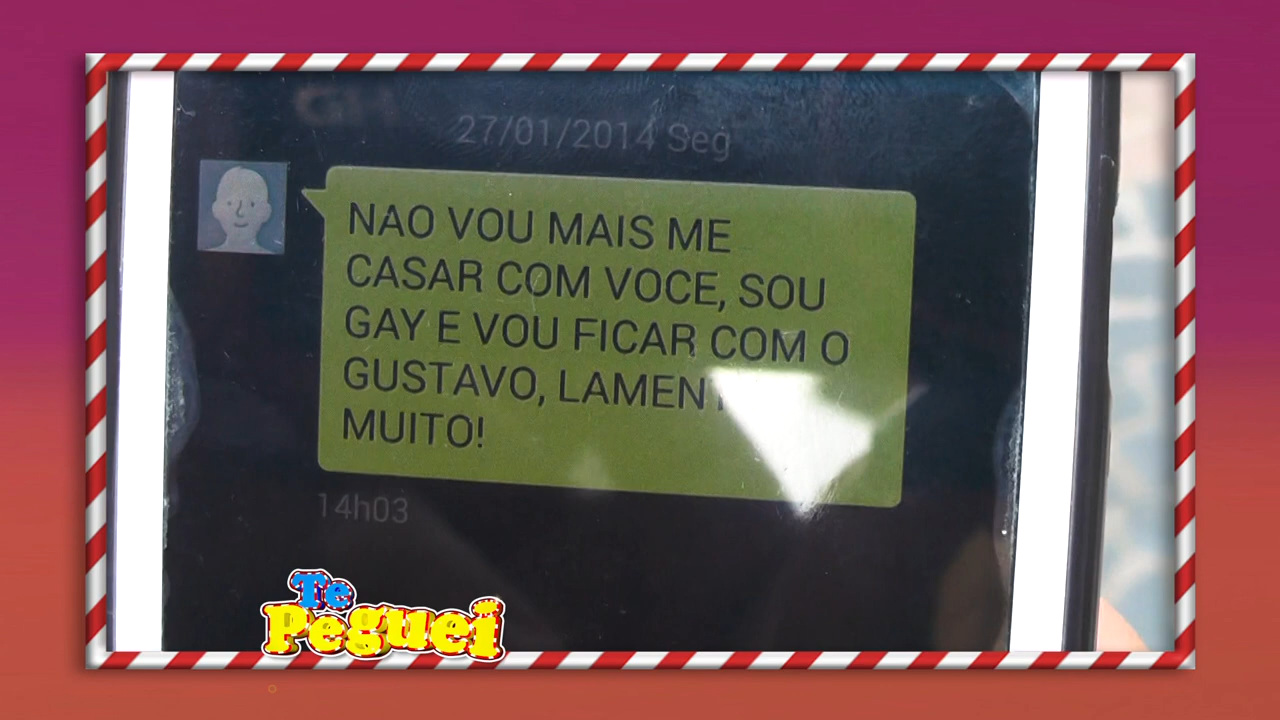 27/01/2014 Seg
NAO VOU MAIS ME
CASAR COM VOCE, SOU
GAY E VOU FICAR COM O
GUSTAVO,
MUITO!
14h03
Te
Peguei